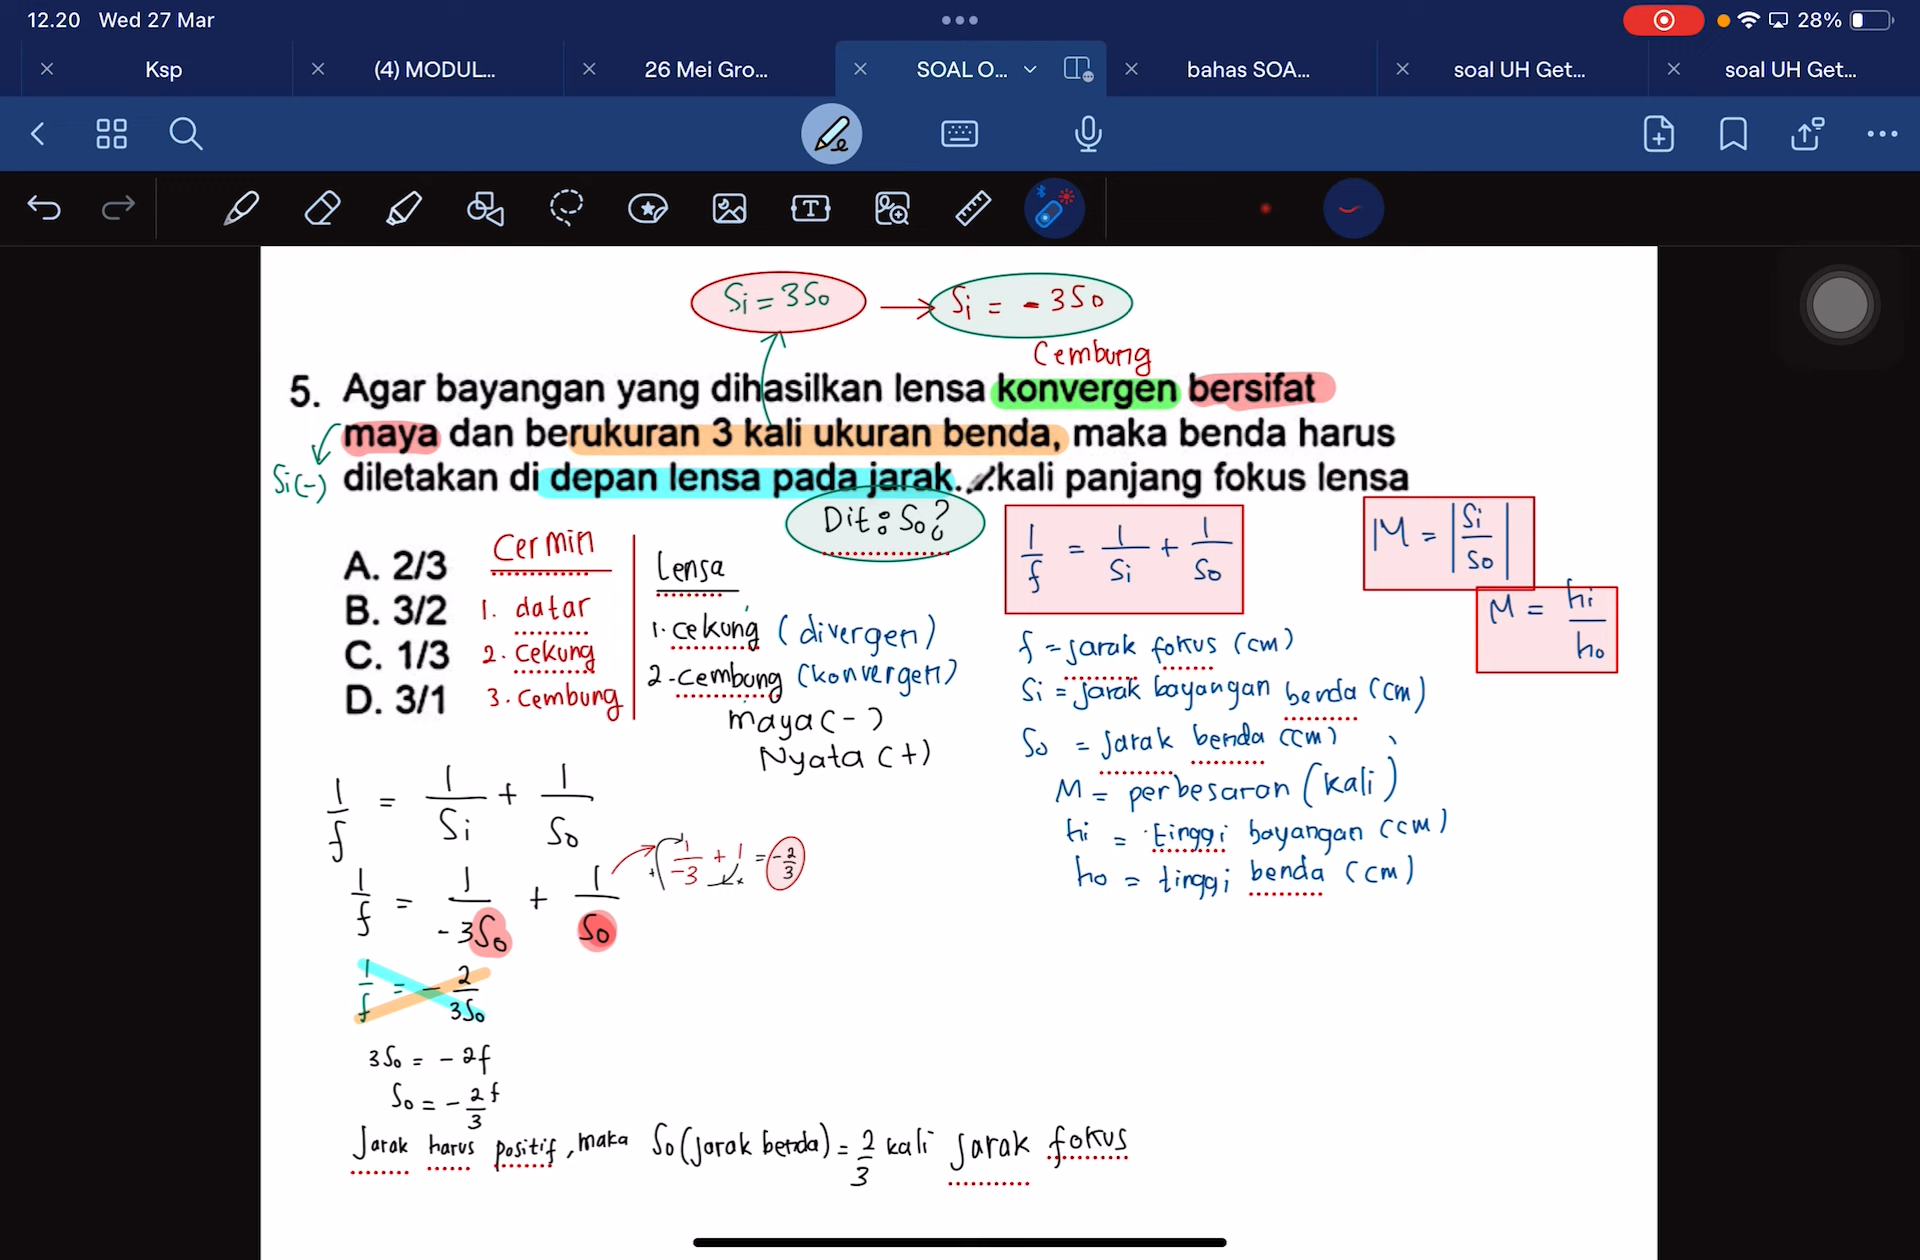 12.20 Wed 27 Mar
28%
Ksp
(4) MODUL...
26 Mei Gro...
SOAL O...
bahas SOA...
soal UH Get...
soal UH Get...
Si = 3So → Si = - 3So
Cembung
5. Agar bayangan yang dihasilkan lensa konvergen bersifat
maya dan berukuran 3 kali ukuran benda, maka benda harus
Si(-) diletakan di depan lensa pada jarak...kali panjang fokus lensa
Dit: So?
A. 2/3
B. 3/2
C. 1/3
D. 3/1
Cermin
1. datar
2. Cekung
3. Cembung
Lensa
1. cekung (divergen)
2. cembung (konvergen)
maya (-)
Nyata (+)
1/f = 1/Si + 1/So
M = |Si/So|
M = hi/ho
f = jarak fokus (cm)
Si = jarak bayangan benda (cm)
So = jarak benda (cm)
M = perbesaran (kali)
hi = tinggi bayangan (cm)
ho = tinggi benda (cm)
1/f = 1/Si + 1/So
1/f = 1/-3So + 1/So
1/-3 + 1 = -2/3
1/f = - 2/3So
3So = - 2f
So = - 2/3 f
Jarak harus positif, maka So (jarak benda) = 2/3 kali jarak fokus